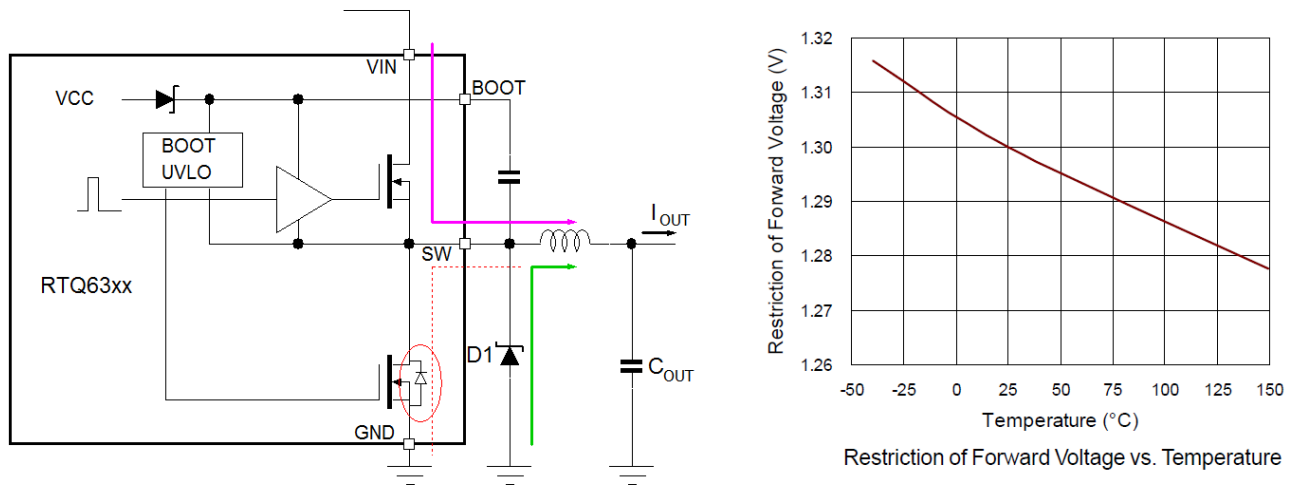 VIN
BOOT
VCC
BOOT
UVLO
I_OUT
SW
RTQ63xx
D1
C_OUT
GND
Restriction of Forward Voltage (V)
1.32
1.31
1.30
1.29
1.28
1.27
1.26
-50 -25 0 25 50 75 100 125 150
Temperature (°C)
Restriction of Forward Voltage vs. Temperature